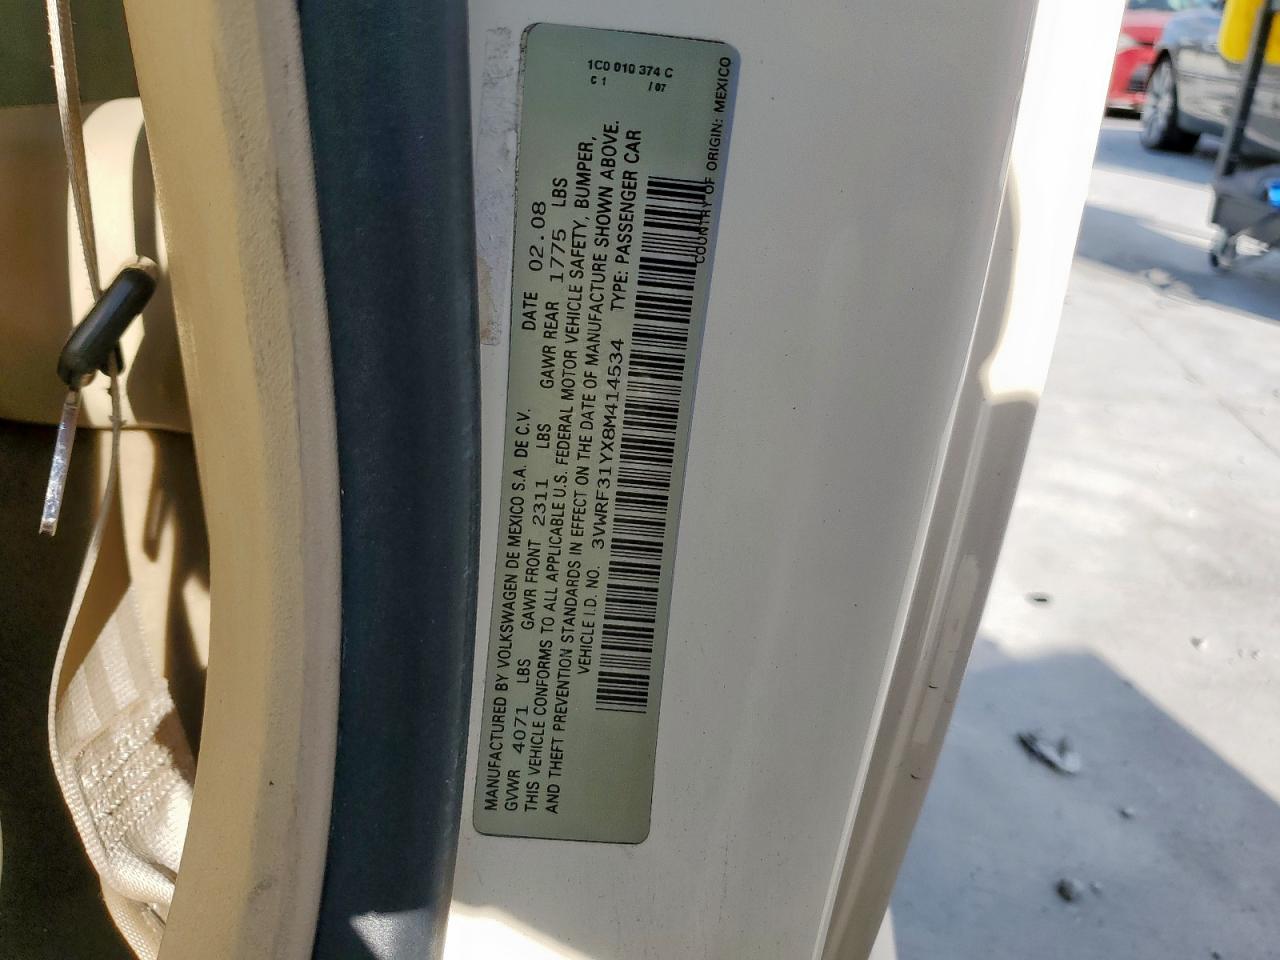 1C0 010 374 C
C 1 / 07
MANUFACTURED BY VOLKSWAGEN DE MEXICO S.A. DE C.V. DATE 02.08
GVWR 4071 LBS GAWR FRONT 2311 LBS GAWR REAR 1775 LBS
THIS VEHICLE CONFORMS TO ALL APPLICABLE U.S. FEDERAL MOTOR VEHICLE SAFETY, BUMPER,
AND THEFT PREVENTION STANDARDS IN EFFECT ON THE DATE OF MANUFACTURE SHOWN ABOVE.
VEHICLE I.D. NO. 3VWRF31YX8M414534 TYPE: PASSENGER CAR
COUNTRY OF ORIGIN: MEXICO